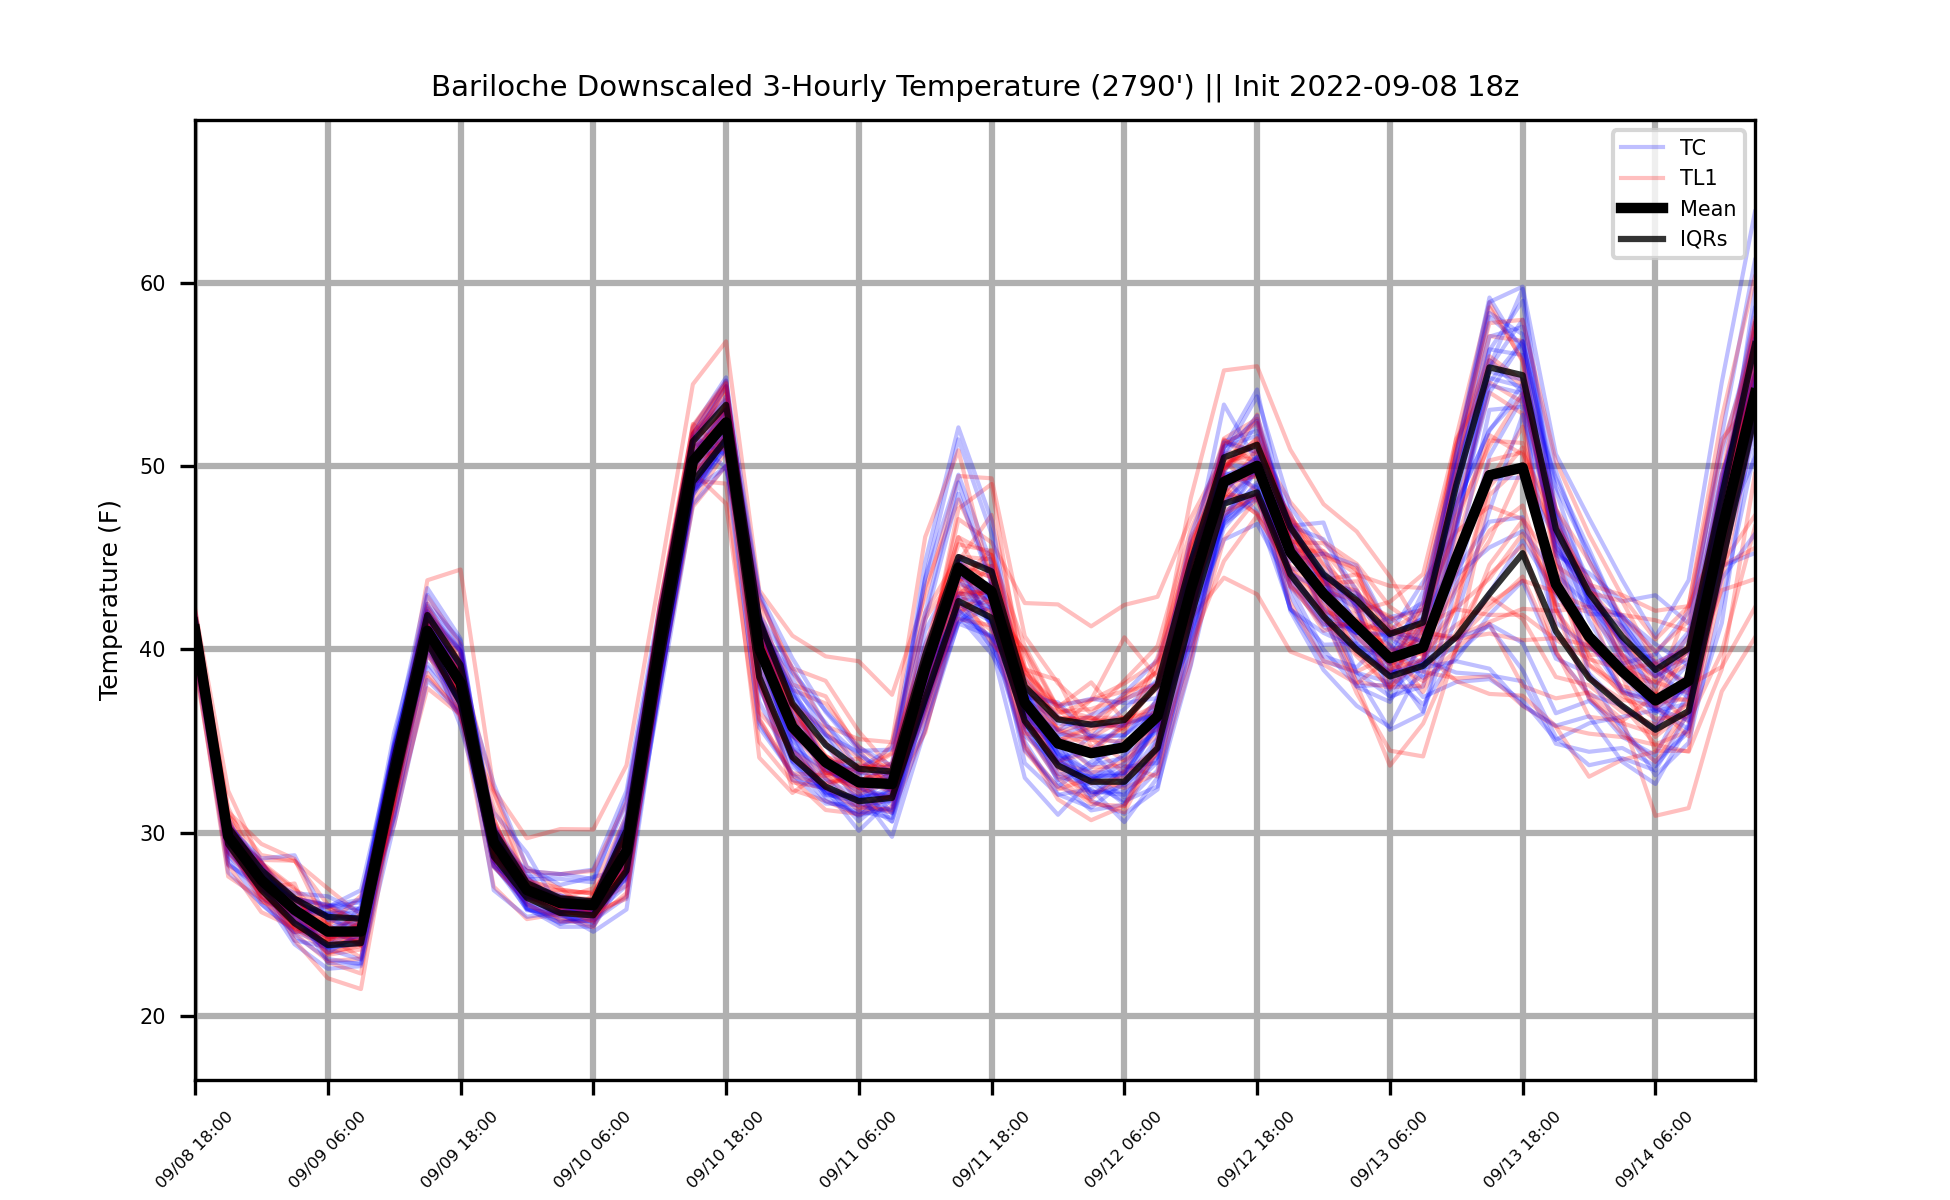 Bariloche Downscaled 3-Hourly Temperature (2790') || Init 2022-09-08 18z
TC
TL1
Mean
IQRs
Temperature (F)
60
50
40
30
20
09/08 18:00
09/09 06:00
09/09 18:00
09/10 06:00
09/10 18:00
09/11 06:00
09/11 18:00
09/12 06:00
09/12 18:00
09/13 06:00
09/13 18:00
09/14 06:00